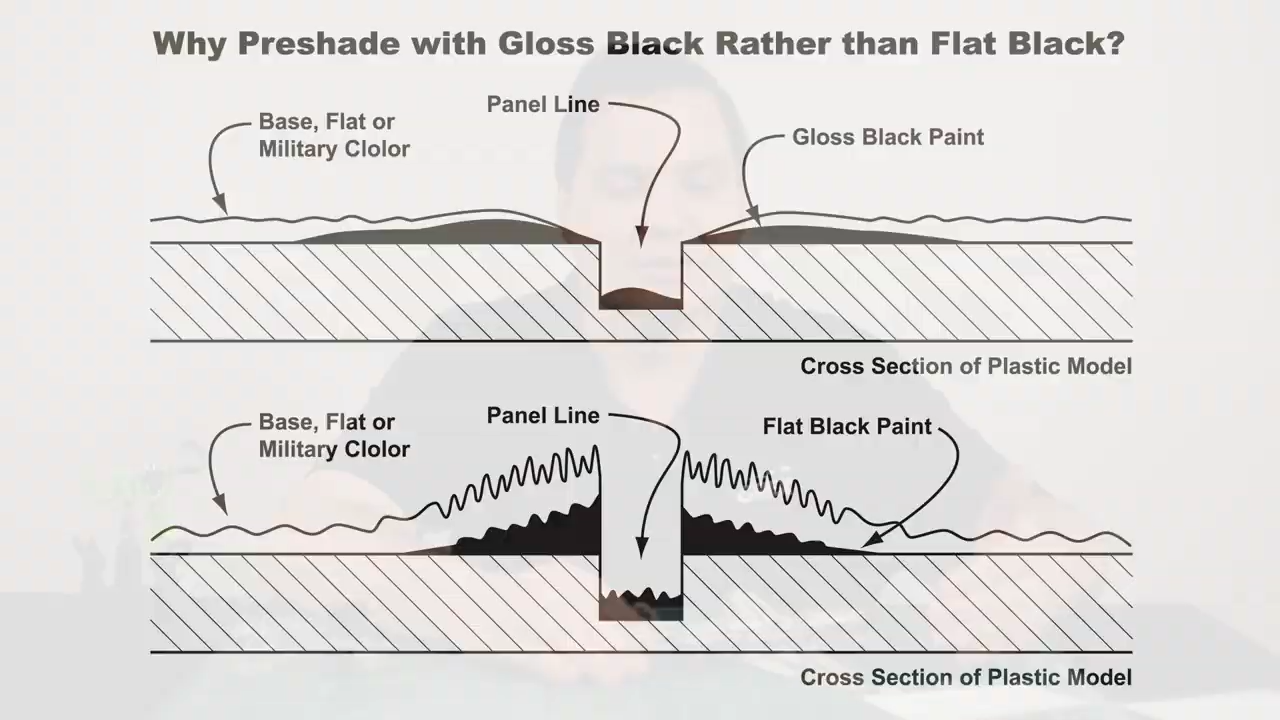 Why Preshade with Gloss Black Rather than Flat Black?
Panel Line
Base, Flat or
Military Clolor
Gloss Black Paint
Cross Section of Plastic Model
Panel Line
Base, Flat or
Military Clolor
Flat Black Paint
Cross Section of Plastic Model